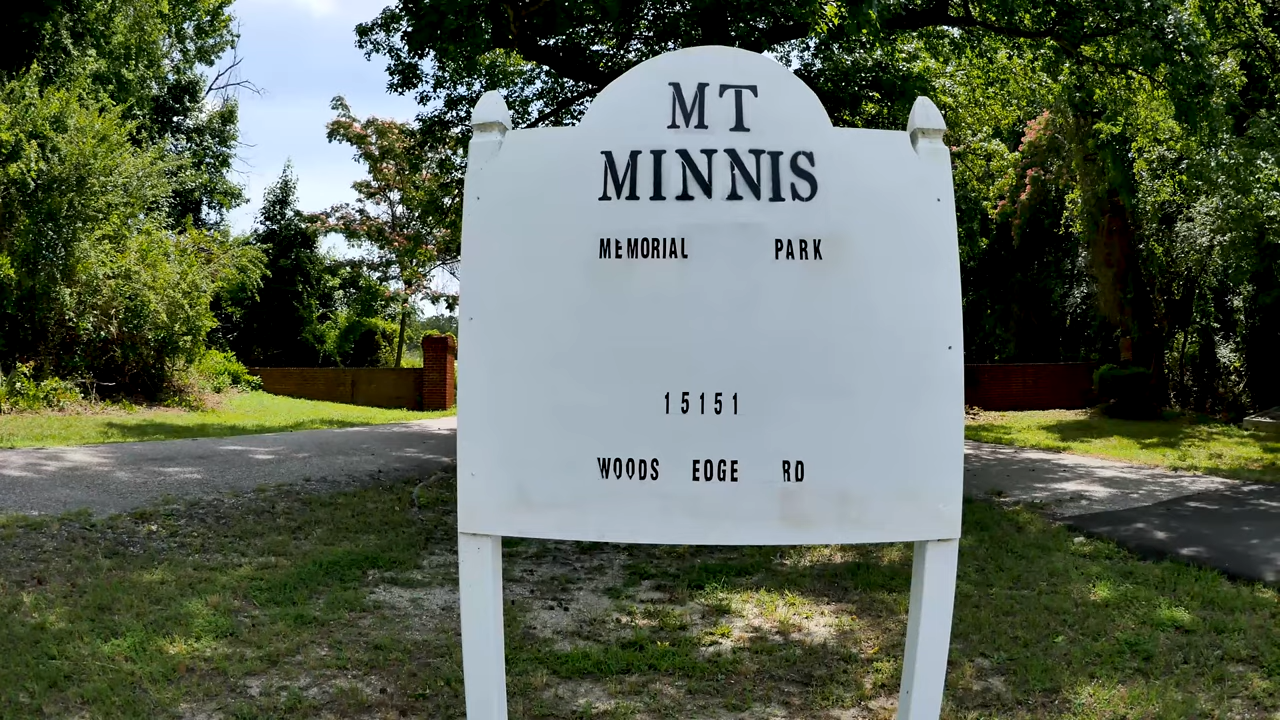 MT
MINNIS
MEMORIAL PARK
15151
WOODS EDGE RD